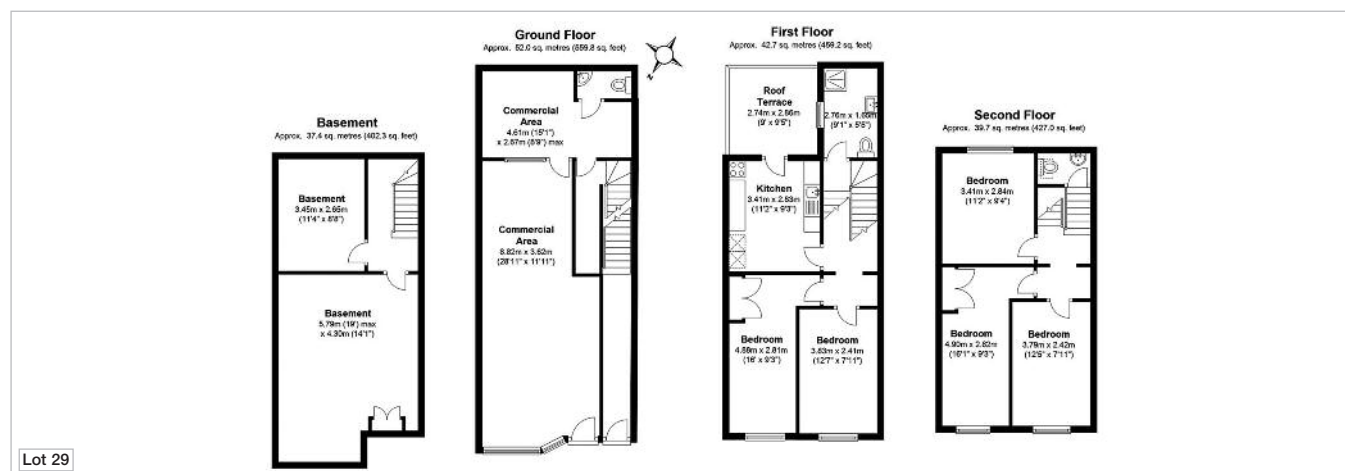 Basement
Approx. 37.4 sq. metres (402.3 sq. feet)
Basement
3.45m x 2.65m
(11'4" x 8'8")
Basement
5.79m (19') max
x 4.30m (14'1")
Ground Floor
Approx. 52.0 sq. metres (559.8 sq. feet)
Commercial
Area
4.61m (15'1")
x 2.67m (8'9") max
Commercial
Area
8.82m x 3.62m
(28'11" x 11'11")
N
First Floor
Approx. 42.7 sq. metres (459.2 sq. feet)
Roof
Terrace
2.74m x 2.86m
(9' x 9'5")
2.76m x 1.65m
(9'1" x 5'5")
Kitchen
3.41m x 2.83m
(11'2" x 9'3")
Bedroom
4.88m x 2.81m
(16' x 9'3")
Bedroom
3.83m x 2.41m
(12'7" x 7'11")
Second Floor
Approx. 39.7 sq. metres (427.0 sq. feet)
Bedroom
3.41m x 2.84m
(11'2" x 9'4")
Bedroom
4.90m x 2.82m
(16'1" x 9'3")
Bedroom
3.79m x 2.42m
(12'5" x 7'11")
Lot 29